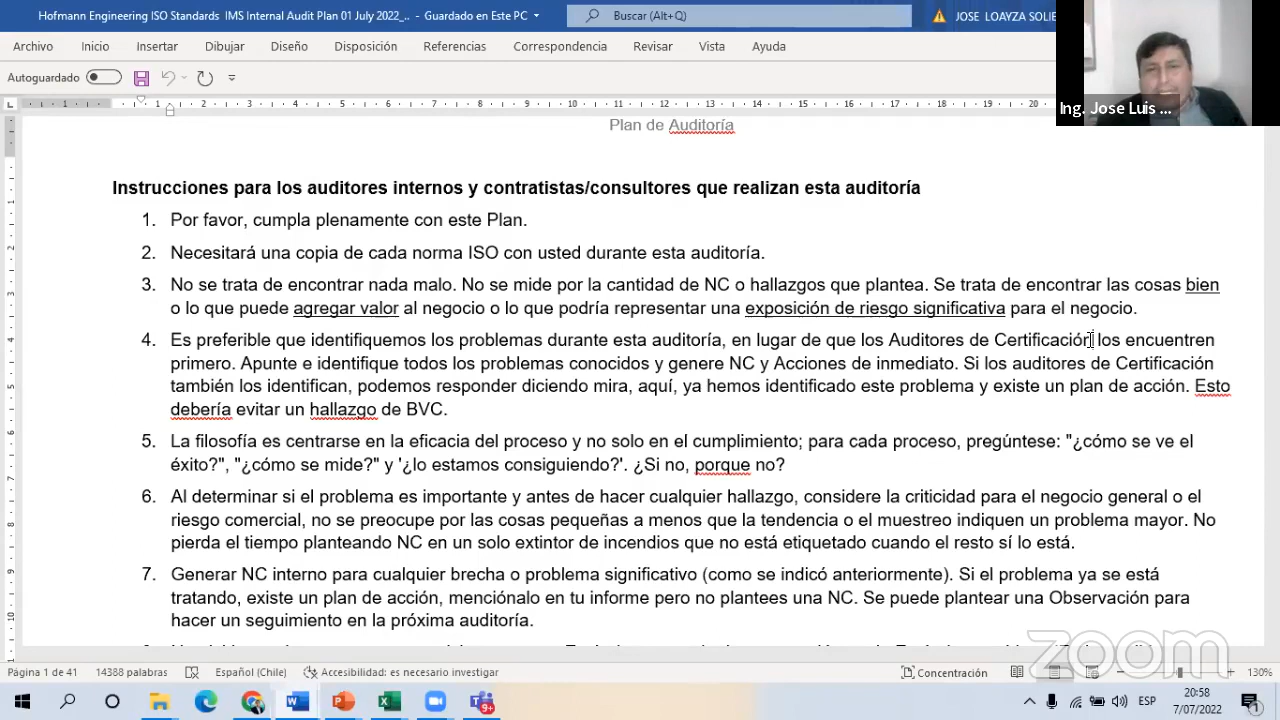 Hofmann Engineering ISO Standard
IMS Internal Audit Plan 01 July 2022_...
Guardado en Este PC
Buscar (Alt+Q)
JOSE LOAYZA SOLIE
Archivo
Inicio
Insertar
Dibujar
Diseño
Disposición
Referencias
Correspondencia
Revisar
Vista
Ayuda
Autoguardado
Ing. Jose Luis ...
Plan de Auditoría
Instrucciones para los auditores internos y contratistas/consultores que realizan esta auditoría
1. Por favor, cumpla plenamente con este Plan.
2. Necesitará una copia de cada norma ISO con usted durante esta auditoría.
3. No se trata de encontrar nada malo. No se mide por la cantidad de NC o hallazgos que plantea. Se trata de encontrar las cosas bien
o lo que puede agregar valor al negocio o lo que podría representar una exposición de riesgo significativa para el negocio.
4. Es preferible que identifiquemos los problemas durante esta auditoría, en lugar de que los Auditores de Certificación los encuentren
primero. Apunte e identifique todos los problemas conocidos y genere NC y Acciones de inmediato. Si los auditores de Certificación
también los identifican, podemos responder diciendo mira, aquí, ya hemos identificado este problema y existe un plan de acción. Esto
debería evitar un hallazgo de BVC.
5. La filosofía es centrarse en la eficacia del proceso y no solo en el cumplimiento; para cada proceso, pregúntese: "¿cómo se ve el
éxito?", "¿cómo se mide?" y '¿lo estamos consiguiendo?'. ¿Si no, porque no?
6. Al determinar si el problema es importante y antes de hacer cualquier hallazgo, considere la criticidad para el negocio general o el
riesgo comercial, no se preocupe por las cosas pequeñas a menos que la tendencia o el muestreo indiquen un problema mayor. No
pierda el tiempo planteando NC en un solo extintor de incendios que no está etiquetado cuando el resto sí lo está.
7. Generar NC interno para cualquier brecha o problema significativo (como se indicó anteriormente). Si el problema ya se está
tratando, existe un plan de acción, menciónalo en tu informe pero no plantees una NC. Se puede plantear una Observación para
hacer un seguimiento en la próxima auditoría.
zoom
Página 1 de 41
14388 palabras
Español (Chile)
Accesibilidad: es necesario investigar
Concentración
130%
20:58
7/07/2022